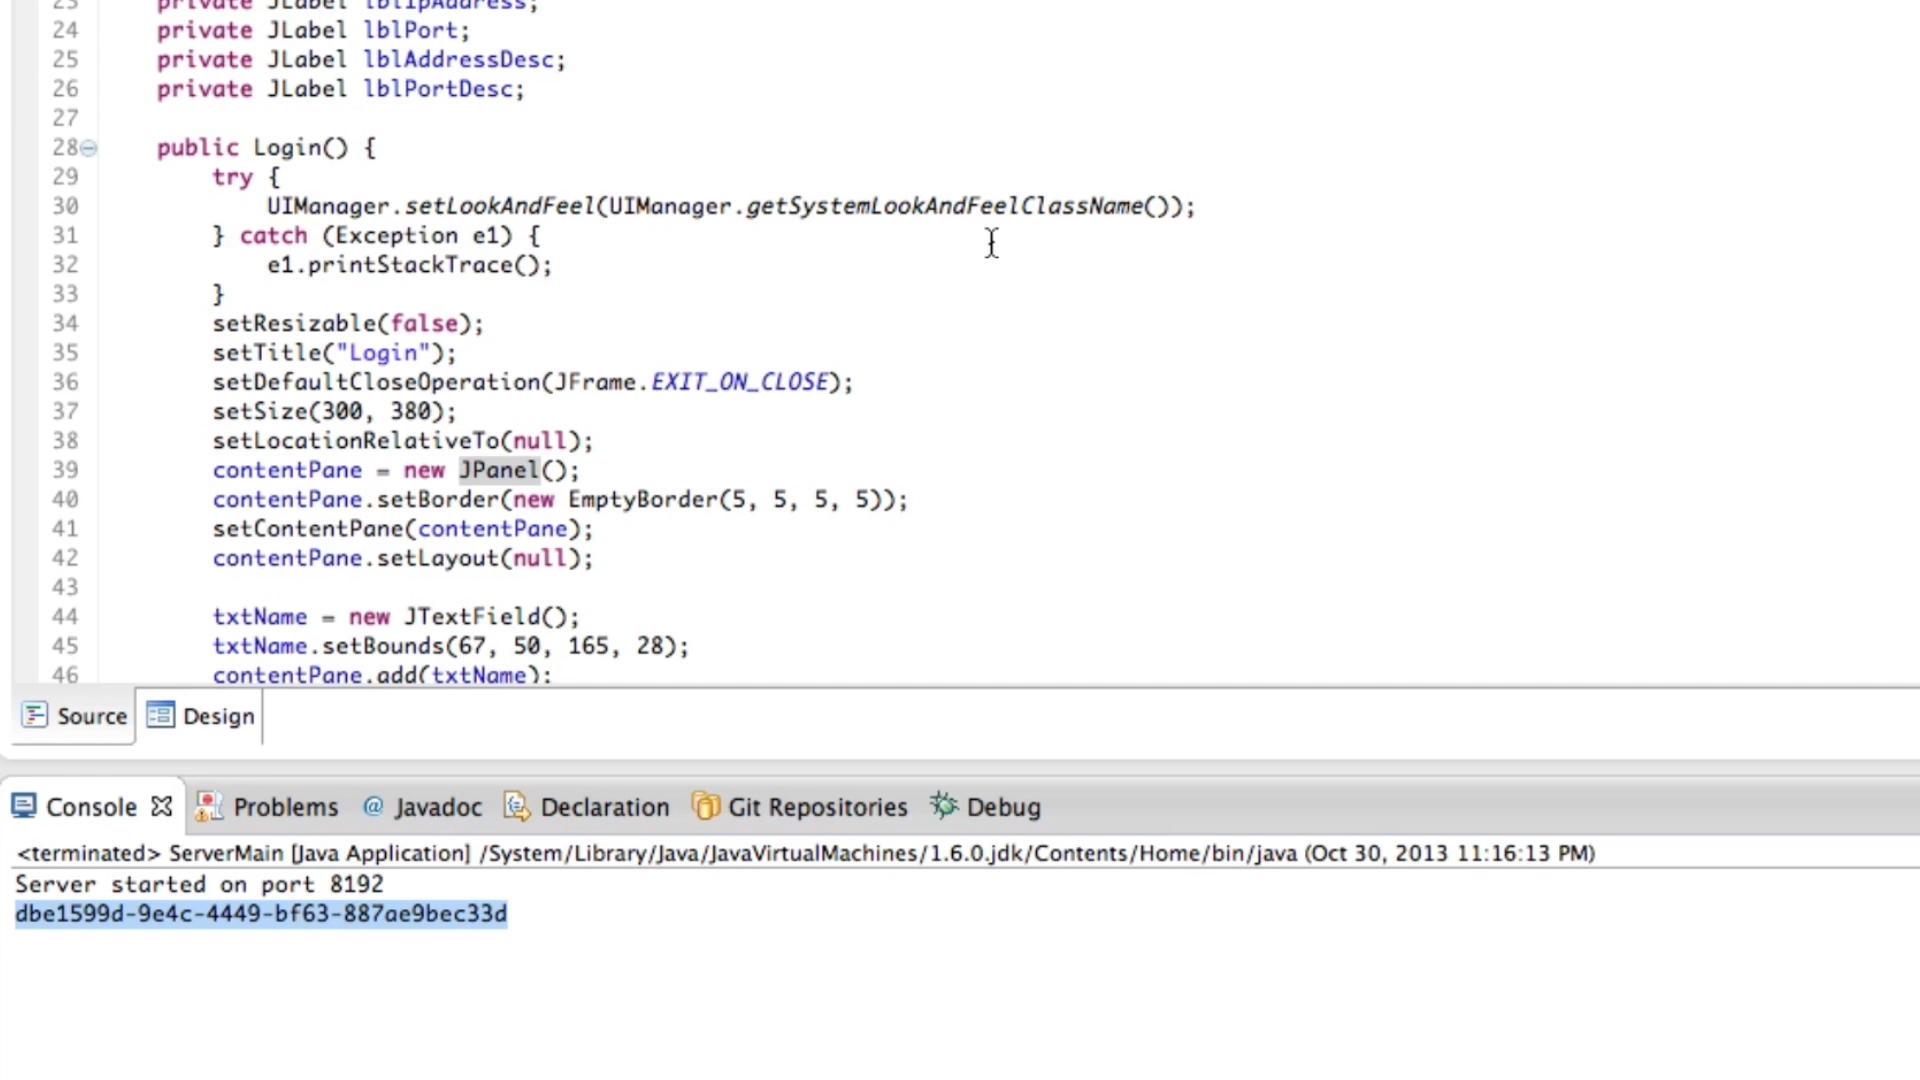 23 private JLabel lblIpAddress;
24 private JLabel lblPort;
25 private JLabel lblAddressDesc;
26 private JLabel lblPortDesc;
27
28 public Login() {
29 try {
30 UIManager.setLookAndFeel(UIManager.getSystemLookAndFeelClassName());
31 } catch (Exception e1) {
32 e1.printStackTrace();
33 }
34 setResizable(false);
35 setTitle("Login");
36 setDefaultCloseOperation(JFrame.EXIT_ON_CLOSE);
37 setSize(300, 380);
38 setLocationRelativeTo(null);
39 contentPane = new JPanel();
40 contentPane.setBorder(new EmptyBorder(5, 5, 5, 5));
41 setContentPane(contentPane);
42 contentPane.setLayout(null);
43
44 txtName = new JTextField();
45 txtName.setBounds(67, 50, 165, 28);
46 contentPane.add(txtName);
Source Design
Console Problems @ Javadoc Declaration Git Repositories Debug
<terminated> ServerMain [Java Application] /System/Library/Java/JavaVirtualMachines/1.6.0.jdk/Contents/Home/bin/java (Oct 30, 2013 11:16:13 PM)
Server started on port 8192
dbe1599d-9e4c-4449-bf63-887ae9bec33d